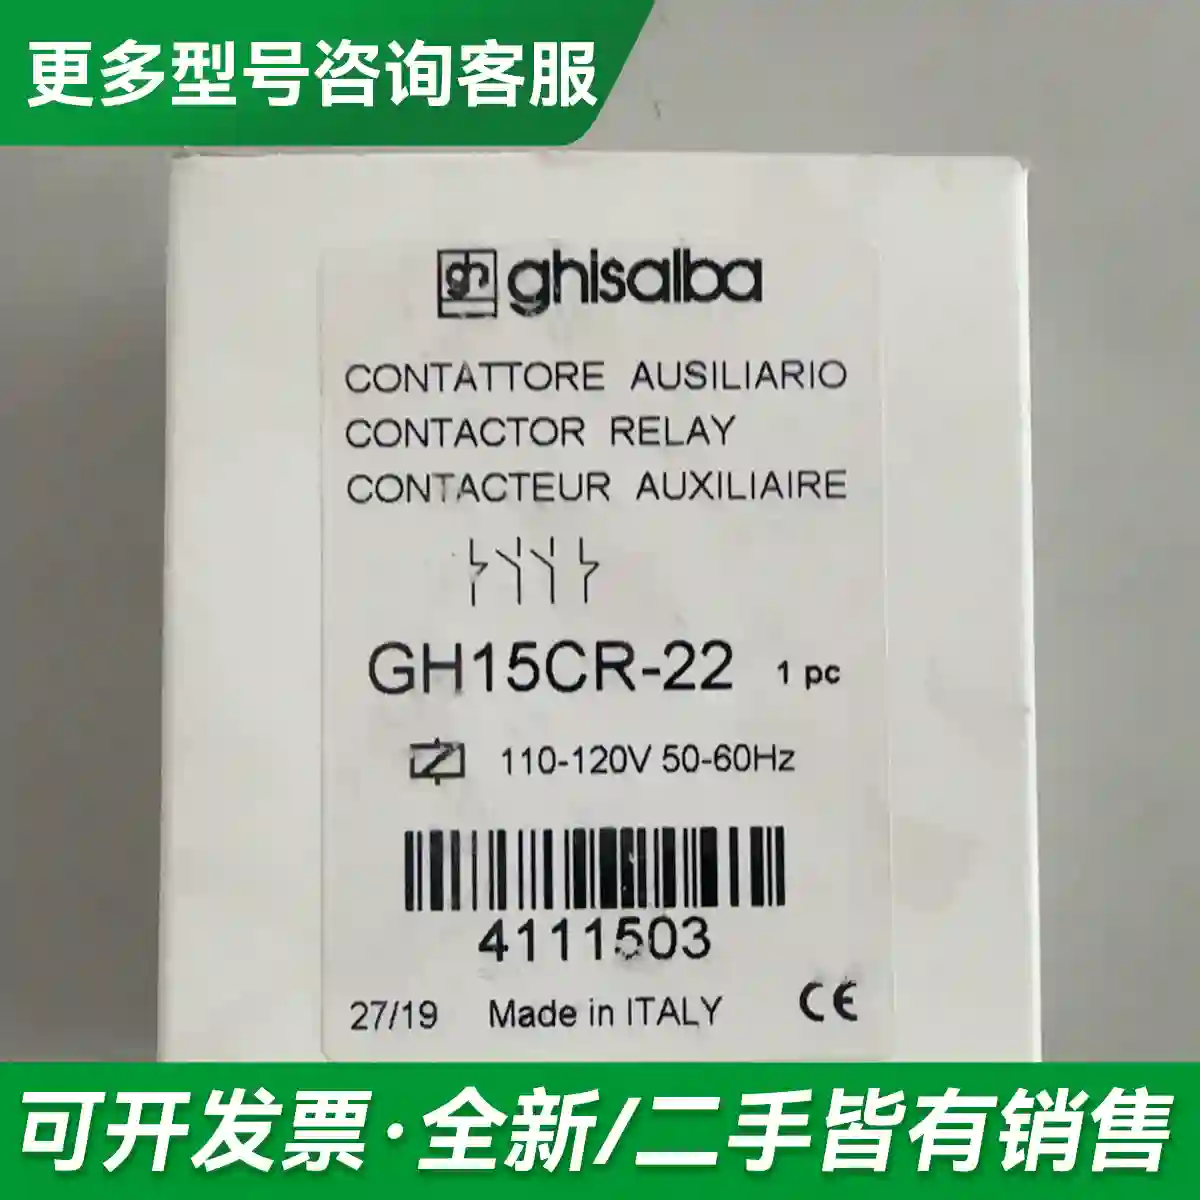 更多型号咨询客服
gh ghisalba
CONTATTORE AUSILIARIO
CONTACTOR RELAY
CONTACTEUR AUXILIAIRE
GH15CR-22 1 pc
110-120V 50-60Hz
4111503
27/19 Made in ITALY CE
可开发票·全新/二手皆有销售